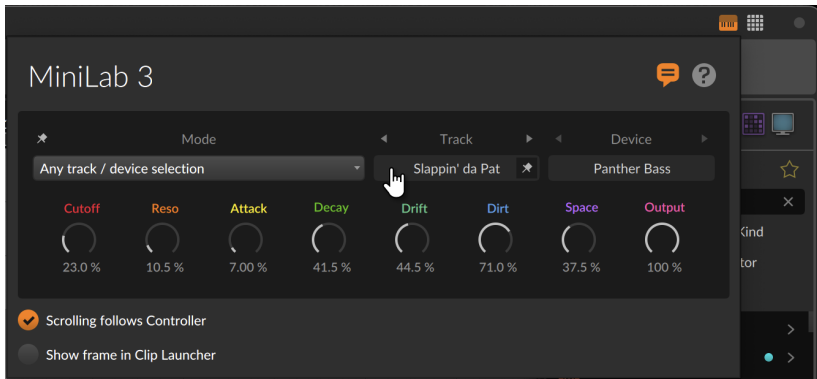 MiniLab 3
Mode Track Device
Any track / device selection Slappin' da Pat Panther Bass
Cutoff Reso Attack Decay Drift Dirt Space Output
23.0 % 10.5 % 7.00 % 41.5 % 44.5 % 71.0 % 37.5 % 100 %
Scrolling follows Controller
Show frame in Clip Launcher
Kind
tor